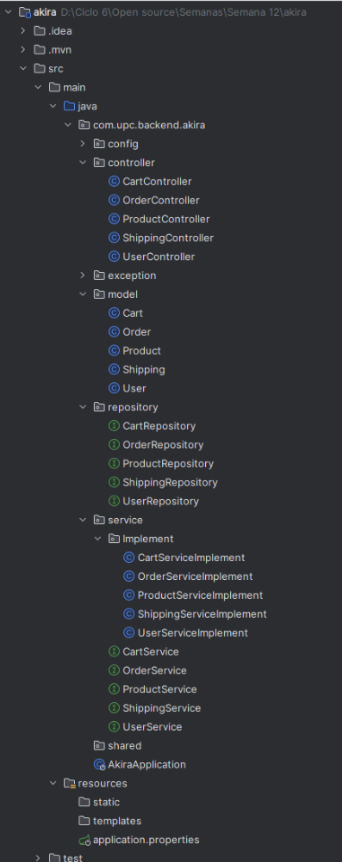 akira D:\Ciclo 6\Open source\Semanas\Semana 12\akira
.idea
.mvn
src
main
java
com.upc.backend.akira
config
controller
CartController
OrderController
ProductController
ShippingController
UserController
exception
model
Cart
Order
Product
Shipping
User
repository
CartRepository
OrderRepository
ProductRepository
ShippingRepository
UserRepository
service
Implement
CartServiceImplement
OrderServiceImplement
ProductServiceImplement
ShippingServiceImplement
UserServiceImplement
CartService
OrderService
ProductService
ShippingService
UserService
shared
AkiraApplication
resources
static
templates
application.properties
test